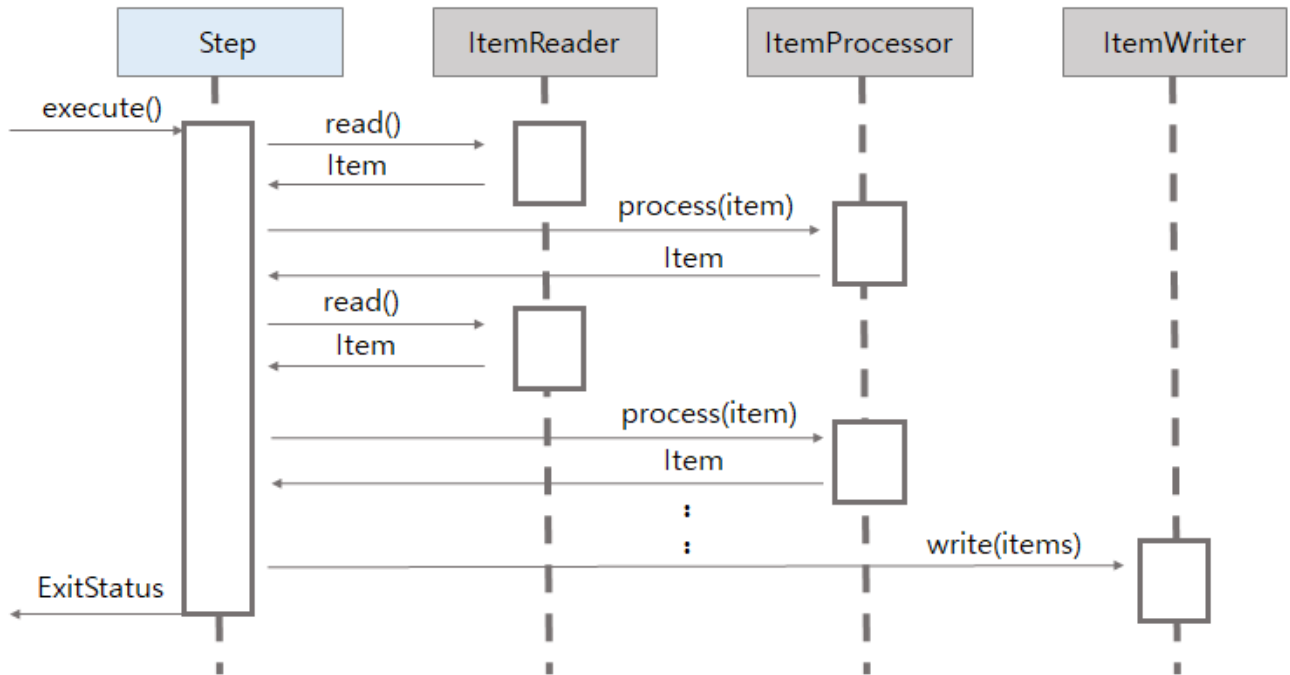 Step
ItemReader
ItemProcessor
ItemWriter
execute()
read()
Item
process(item)
Item
read()
Item
process(item)
Item
:
:
write(items)
ExitStatus